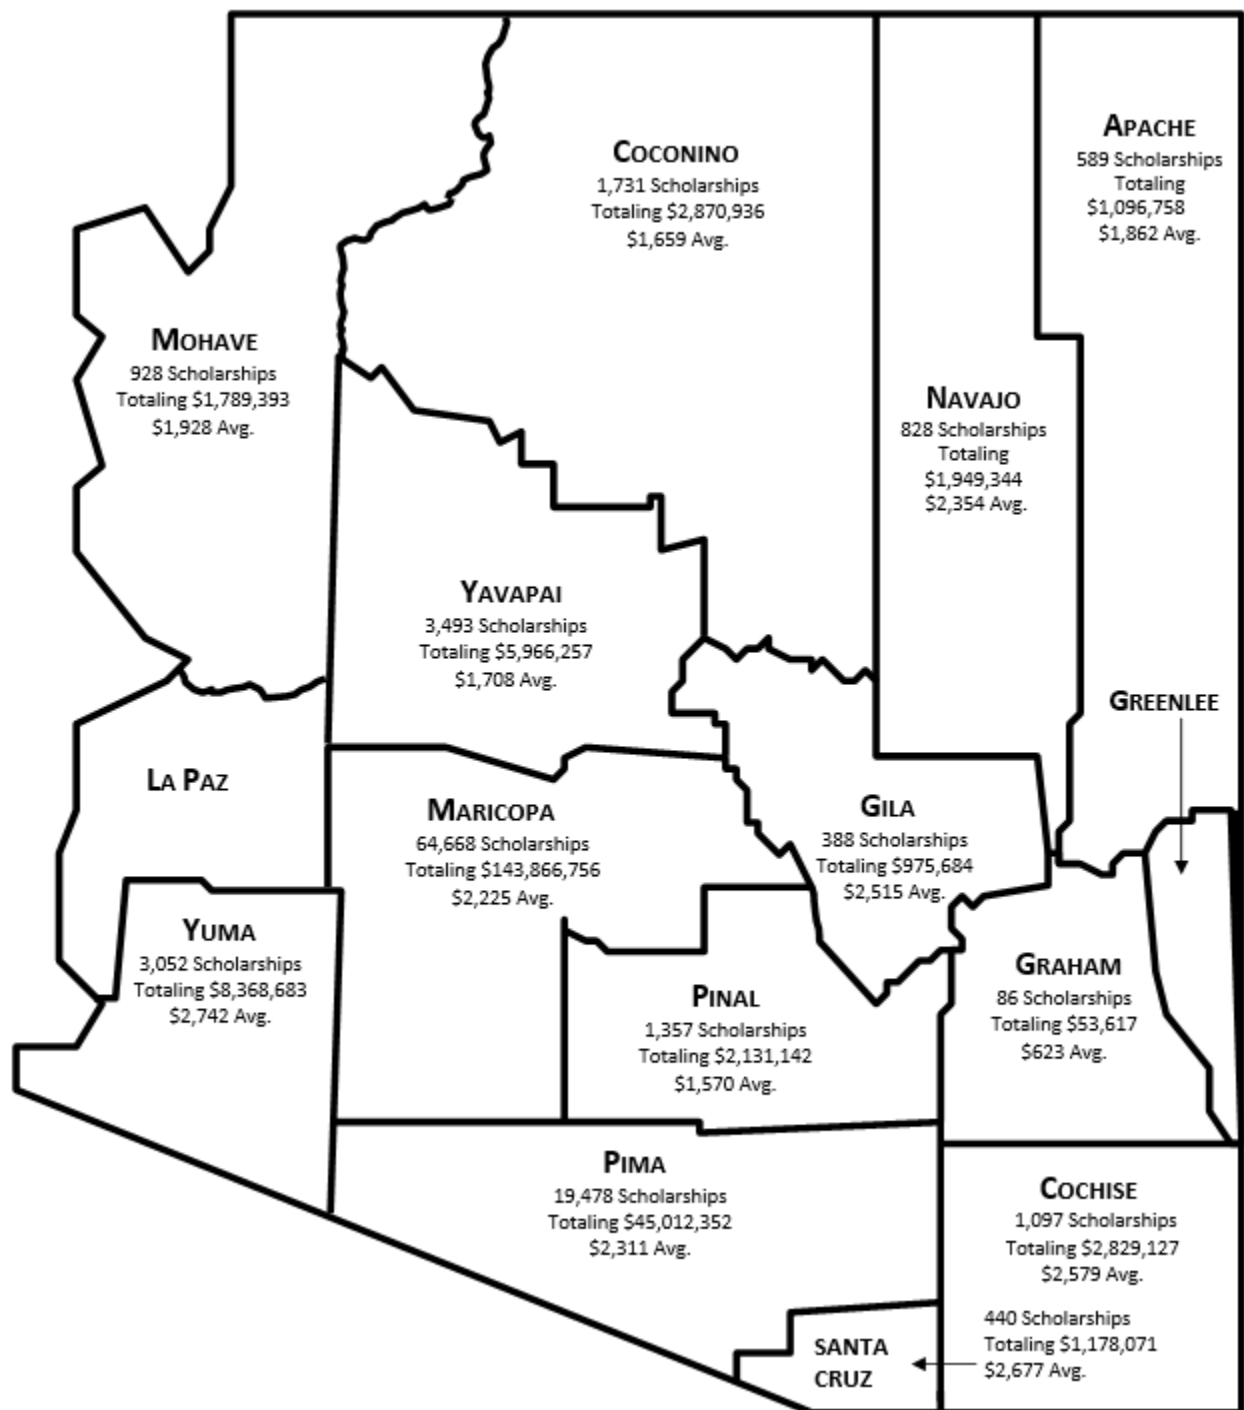 COCONINO
1,731 Scholarships
Totaling $2,870,936
$1,659 Avg.
APACHE
589 Scholarships
Totaling
$1,096,758
$1,862 Avg.
MOHAVE
928 Scholarships
Totaling $1,789,393
$1,928 Avg.
NAVAJO
828 Scholarships
Totaling
$1,949,344
$2,354 Avg.
YAVAPAI
3,493 Scholarships
Totaling $5,966,257
$1,708 Avg.
GREENLEE
LA PAZ
MARICOPA
64,668 Scholarships
Totaling $143,866,756
$2,225 Avg.
GILA
388 Scholarships
Totaling $975,684
$2,515 Avg.
YUMA
3,052 Scholarships
Totaling $8,368,683
$2,742 Avg.
PINAL
1,357 Scholarships
Totaling $2,131,142
$1,570 Avg.
GRAHAM
86 Scholarships
Totaling $53,617
$623 Avg.
PIMA
19,478 Scholarships
Totaling $45,012,352
$2,311 Avg.
COCHISE
1,097 Scholarships
Totaling $2,829,127
$2,579 Avg.
SANTA
CRUZ
440 Scholarships
Totaling $1,178,071
$2,677 Avg.